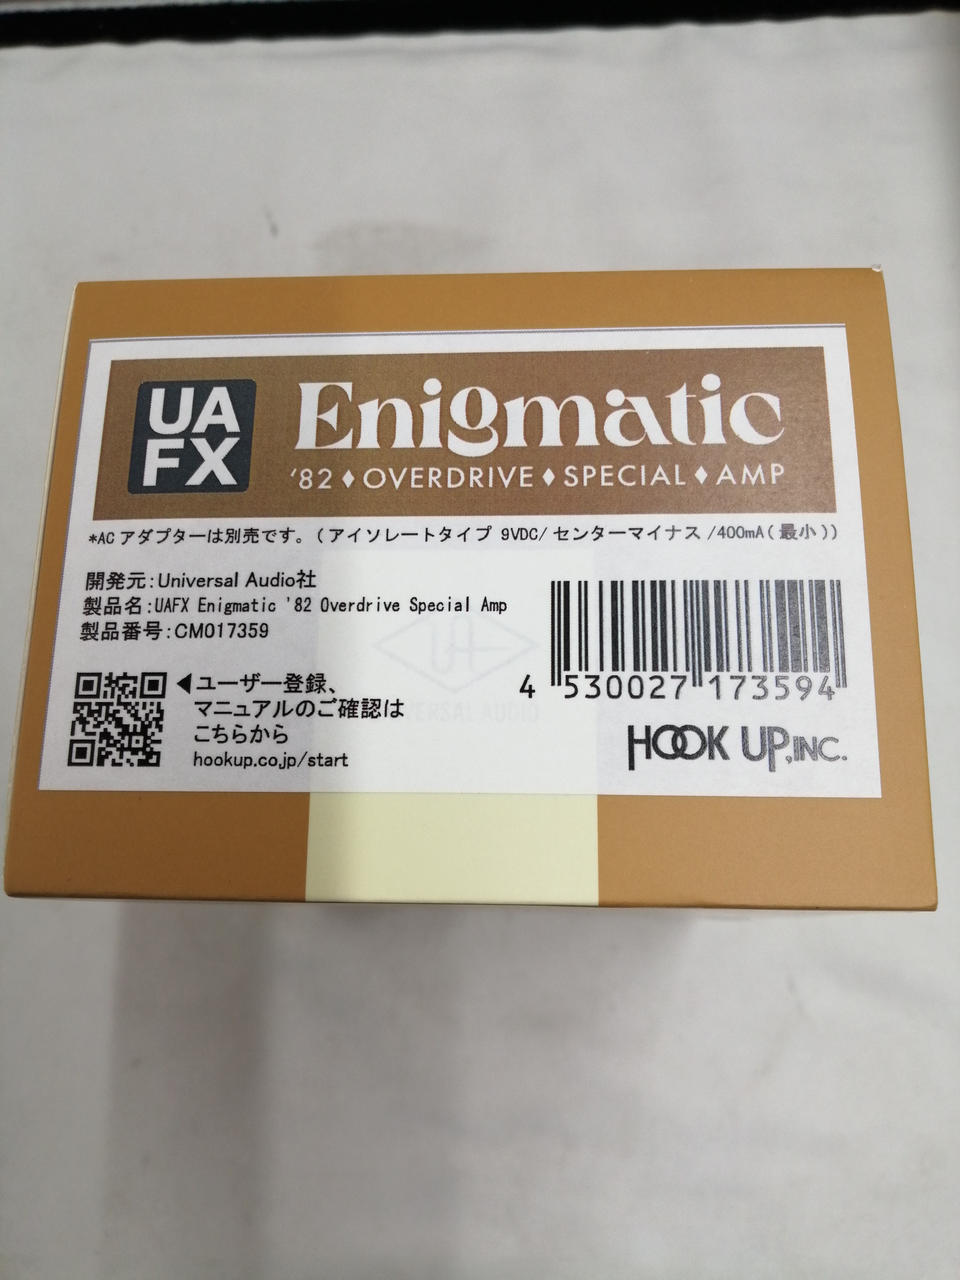 UA
FX
Enigmatic
'82♦OVERDRIVE♦SPECIAL♦AMP
*AC アダプターは別売です。(アイソレートタイプ 9VDC/センターマイナス/400mA(最小))
開発元:Universal Audio社
製品名:UAFX Enigmatic '82 Overdrive Special Amp
製品番号:CM017359
◀ユーザー登録、
マニュアルのご確認は
こちらから
hookup.co.jp/start
4 530027 173594
HOOK UP,INC.
UA
UNIVERSAL AUDIO